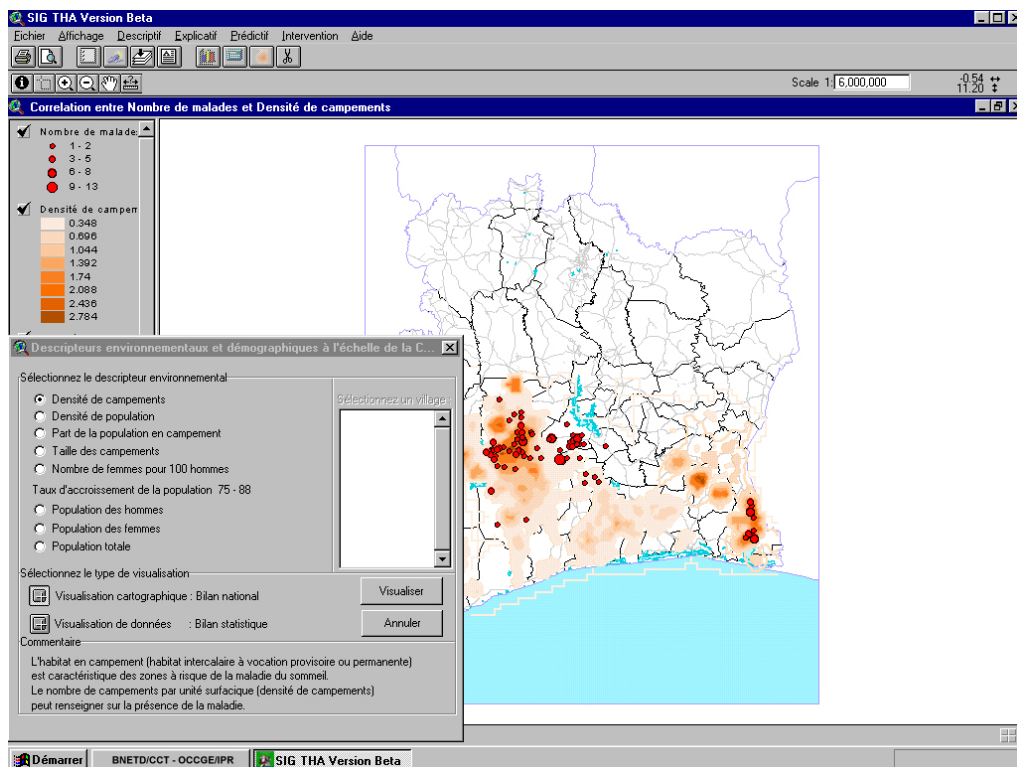 SIG THA Version Beta
Fichier Affichage Descriptif Explicatif Prédictif Intervention Aide
Scale 1: 6,000,000
-0.54
11.20
Correlation entre Nombre de malades et Densité de campements
Nombre de malade:
1 - 2
3 - 5
6 - 8
9 - 13
Densité de campem
0.348
0.696
1.044
1.392
1.74
2.088
2.436
2.784
Descripteurs environnementaux et démographiques à l'échelle de la C...
Sélectionnez le descripteur environnemental
Densité de campements
Densité de population
Part de la population en campement
Taille des campements
Nombre de femmes pour 100 hommes
Taux d'accroissement de la population 75 - 88
Population des hommes
Population des femmes
Population totale
Sélectionnez un village :
Sélectionnez le type de visualisation
Visualisation cartographique : Bilan national
Visualiser
Visualisation de données : Bilan statistique
Annuler
Commentaire
L'habitat en campement (habitat intercalaire à vocation provisoire ou permanente)
est caractéristique des zones à risque de la maladie du sommeil.
Le nombre de campements par unité surfacique (densité de campements)
peut renseigner sur la présence de la maladie.
Démarrer
BNETD/CCT - OCCGE/IPR
SIG THA Version Beta